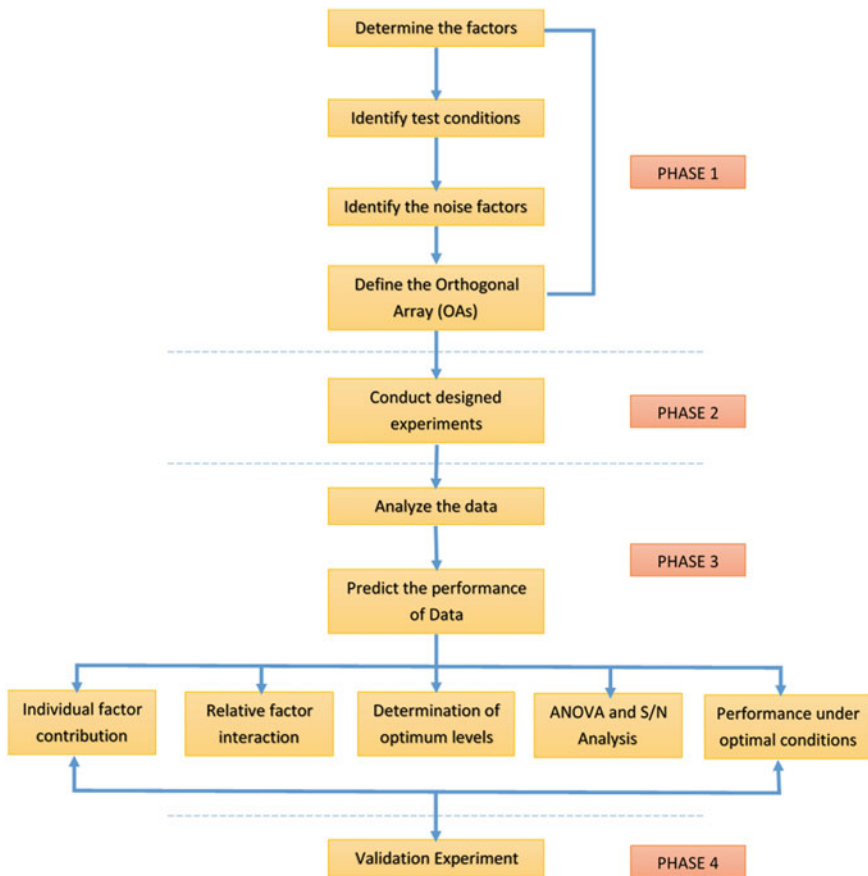 Determine the factors
Identify test conditions
PHASE 1
Identify the noise factors
Define the Orthogonal
Array (OAs)
Conduct designed
experiments
PHASE 2
Analyze the data
PHASE 3
Predict the performance
of Data
Individual factor
contribution
Relative factor
interaction
Determination of
optimum levels
ANOVA and S/N
Analysis
Performance under
optimal conditions
Validation Experiment
PHASE 4